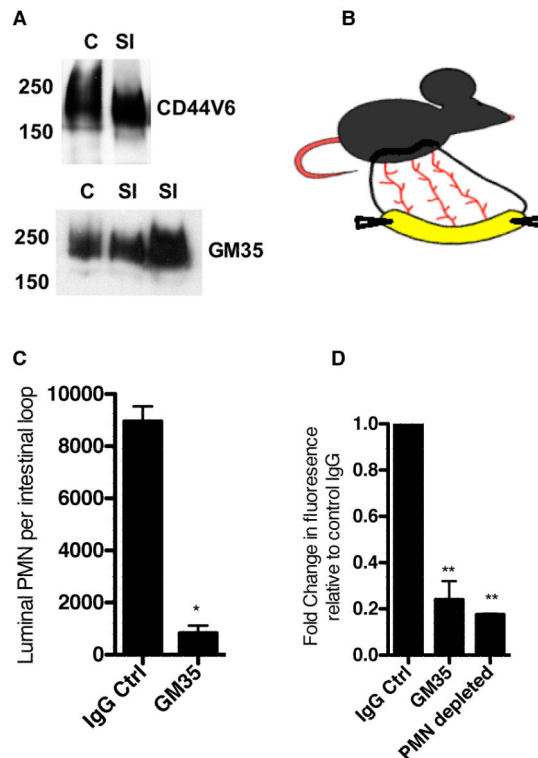 A
C SI
250
150
CD44V6
C SI SI
250
150
GM35
B
C
Luminal PMN per intestinal loop
10000
8000
6000
4000
2000
0
*
IgG Ctrl
GM35
D
Fold Change in fluoresence
relative to control IgG
1.0
0.8
0.6
0.4
0.2
0.0
**
**
IgG Ctrl
GM35
PMN depleted